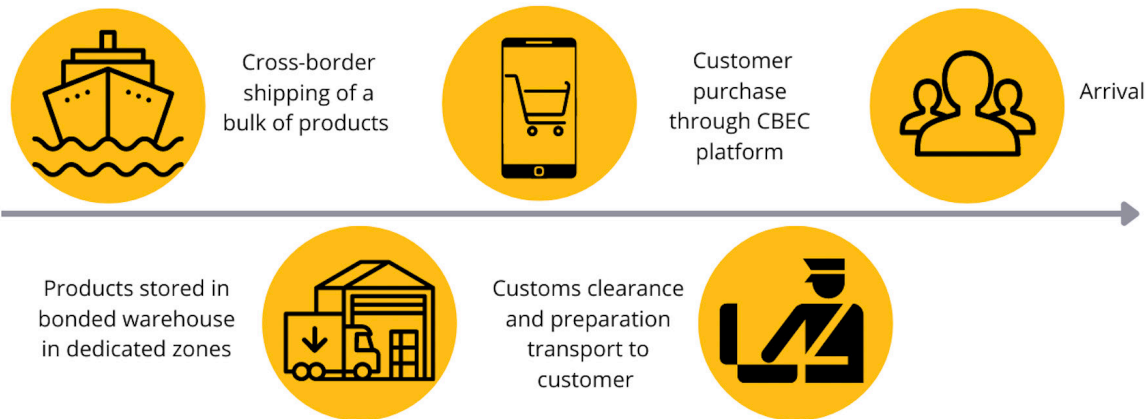 Cross-border
shipping of a
bulk of products
Customer
purchase
through CBEC
platform
Arrival
Products stored in
bonded warehouse
in dedicated zones
Customs clearance
and preparation
transport to
customer